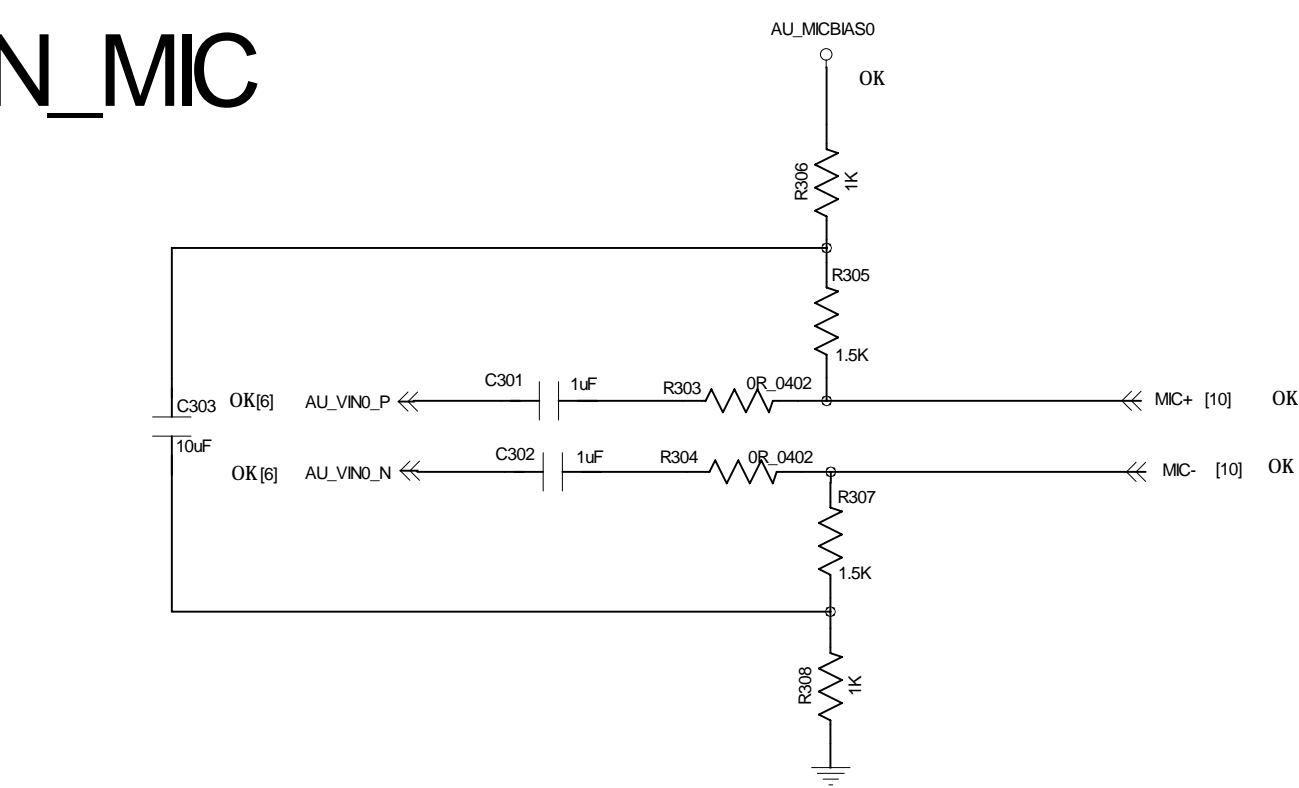 N_MIC
AU_MICBIAS0
OK
R306
1K
R305
1.5K
C301 1uF R303 0R_0402
C303 OK[6] AU_VIN0_P MIC+ [10] OK
10uF
C302 1uF R304 0R_0402
OK[6] AU_VIN0_N MIC- [10] OK
R307
1.5K
R308
1K